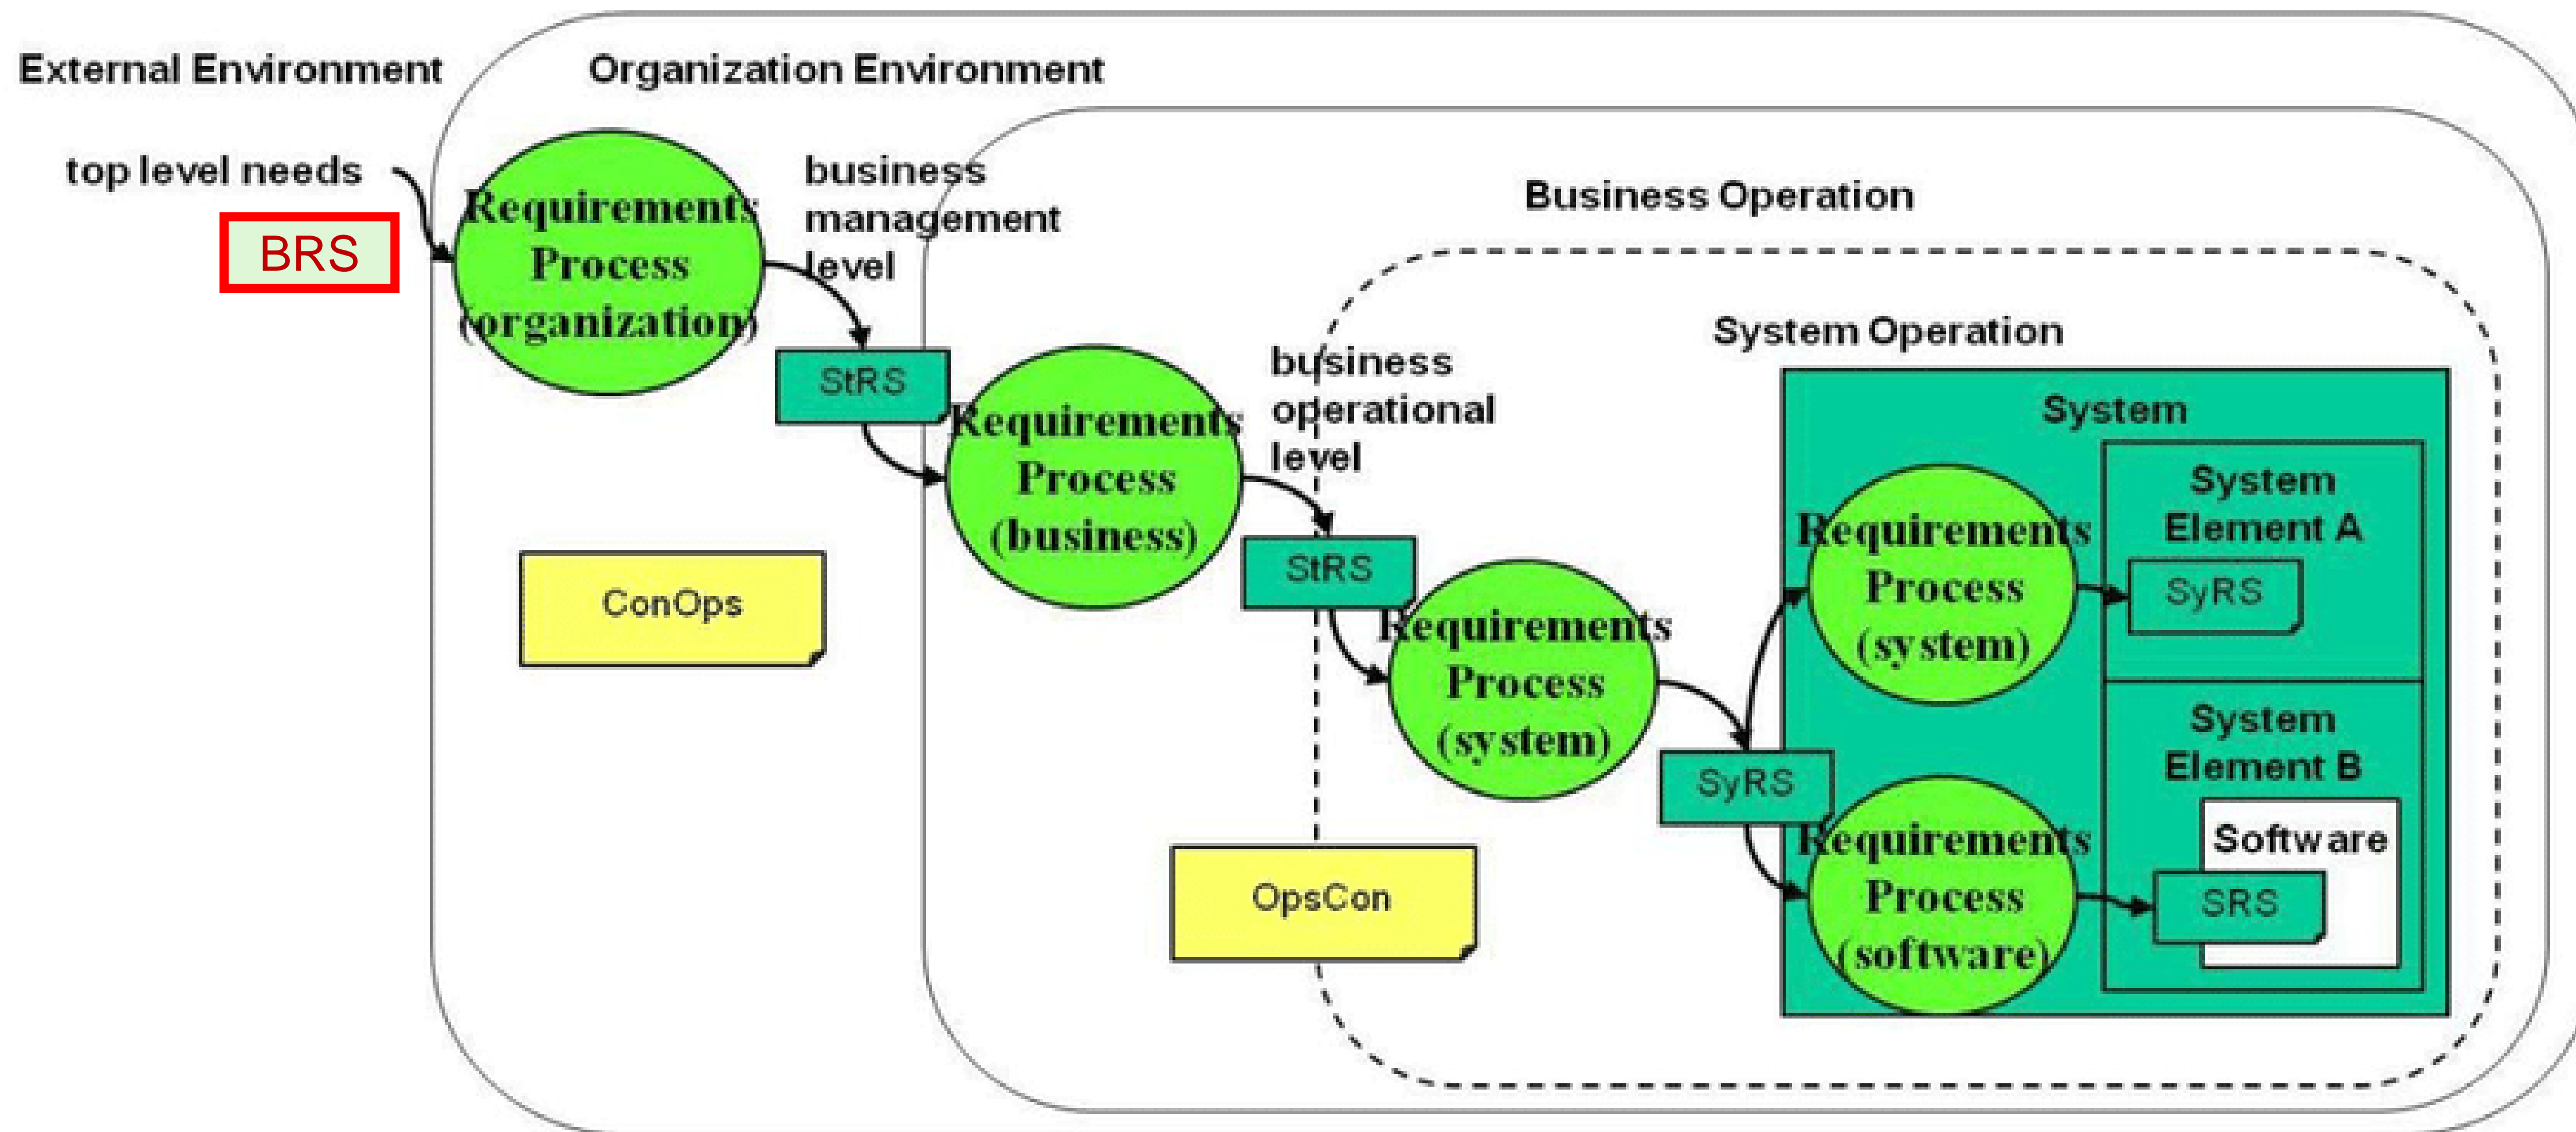 External Environment
Organization Environment
top level needs
BRS
Requirements
Process
(organization)
business
management
level
StRS
Business Operation
Requirements
Process
(business)
business
operational
level
StRS
ConOps
OpsCon
System Operation
Requirements
Process
(system)
SyRS
System
Requirements
Process
(system)
System
Element A
SyRS
Requirements
Process
(software)
System
Element B
Software
SRS